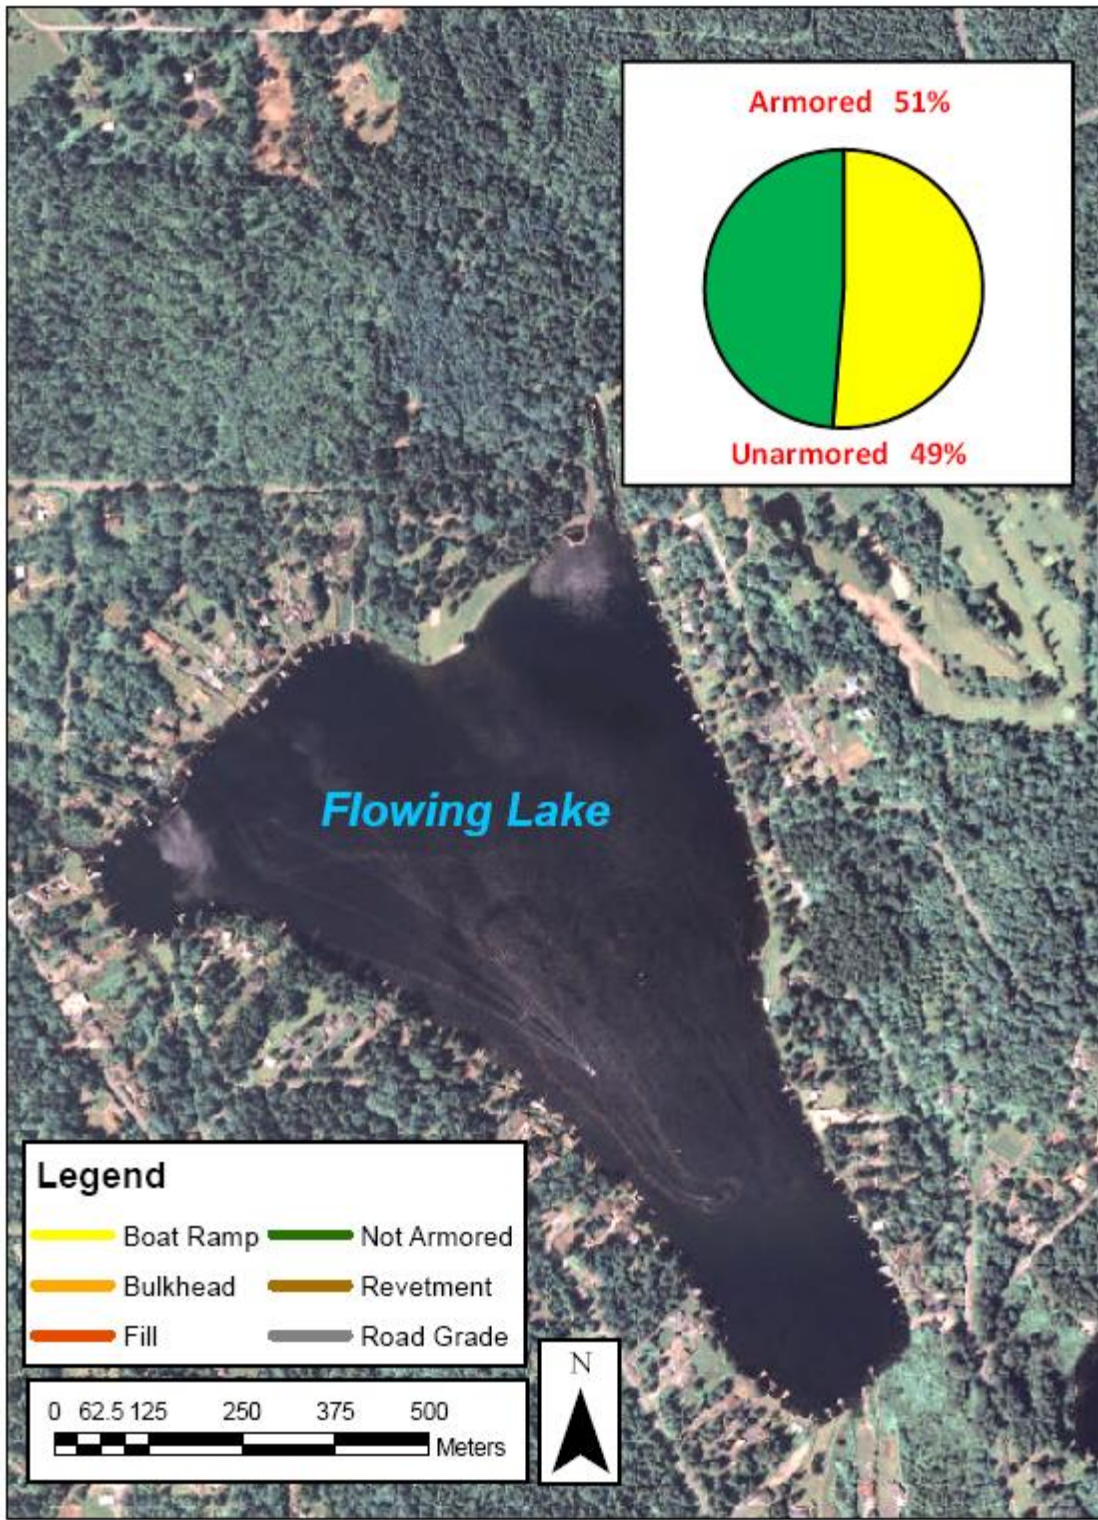 Armored 51%
Unarmored 49%
Flowing Lake
Legend
Boat Ramp Not Armored
Bulkhead Revetment
Fill Road Grade
N
0 62.5 125 250 375 500
Meters